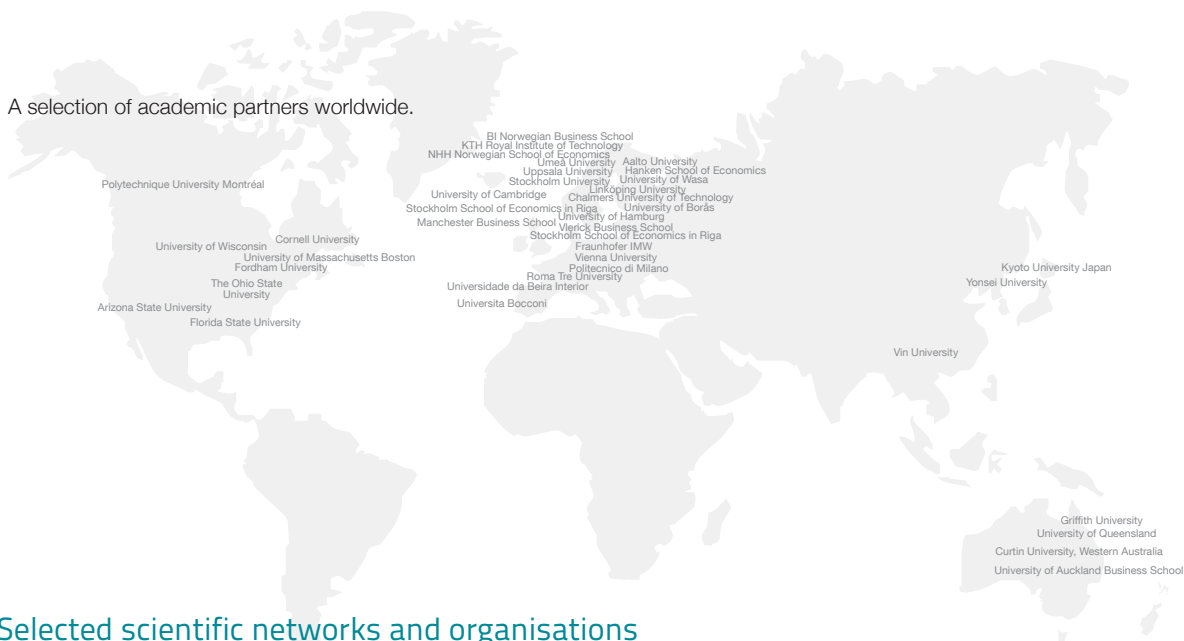 A selection of academic partners worldwide.
BI Norwegian Business School
KTH Royal Institute of Technology
NHH Norwegian School of Economics
Umeå University
Aalto University
Uppsala University
Hanken School of Economics
Stockholm University
University of Wasa
Polytechnique University Montréal
Linköping University
University of Cambridge
Chalmers University of Technology
Stockholm School of Economics in Riga
University of Borås
University of Hamburg
Manchester Business School
Vlerick Business School
Stockholm School of Economics in Riga
Cornell University
University of Wisconsin
Fraunhofer IMW
University of Massachusetts Boston
Vienna University
Fordham University
Politecnico di Milano
Kyoto University Japan
Roma Tre University
The Ohio State
University
Yonsei University
Universidade da Beira Interior
Arizona State University
Universita Bocconi
Florida State University
Vin University
Griffith University
University of Queensland
Curtin University, Western Australia
University of Auckland Business School
Selected scientific networks and organisations